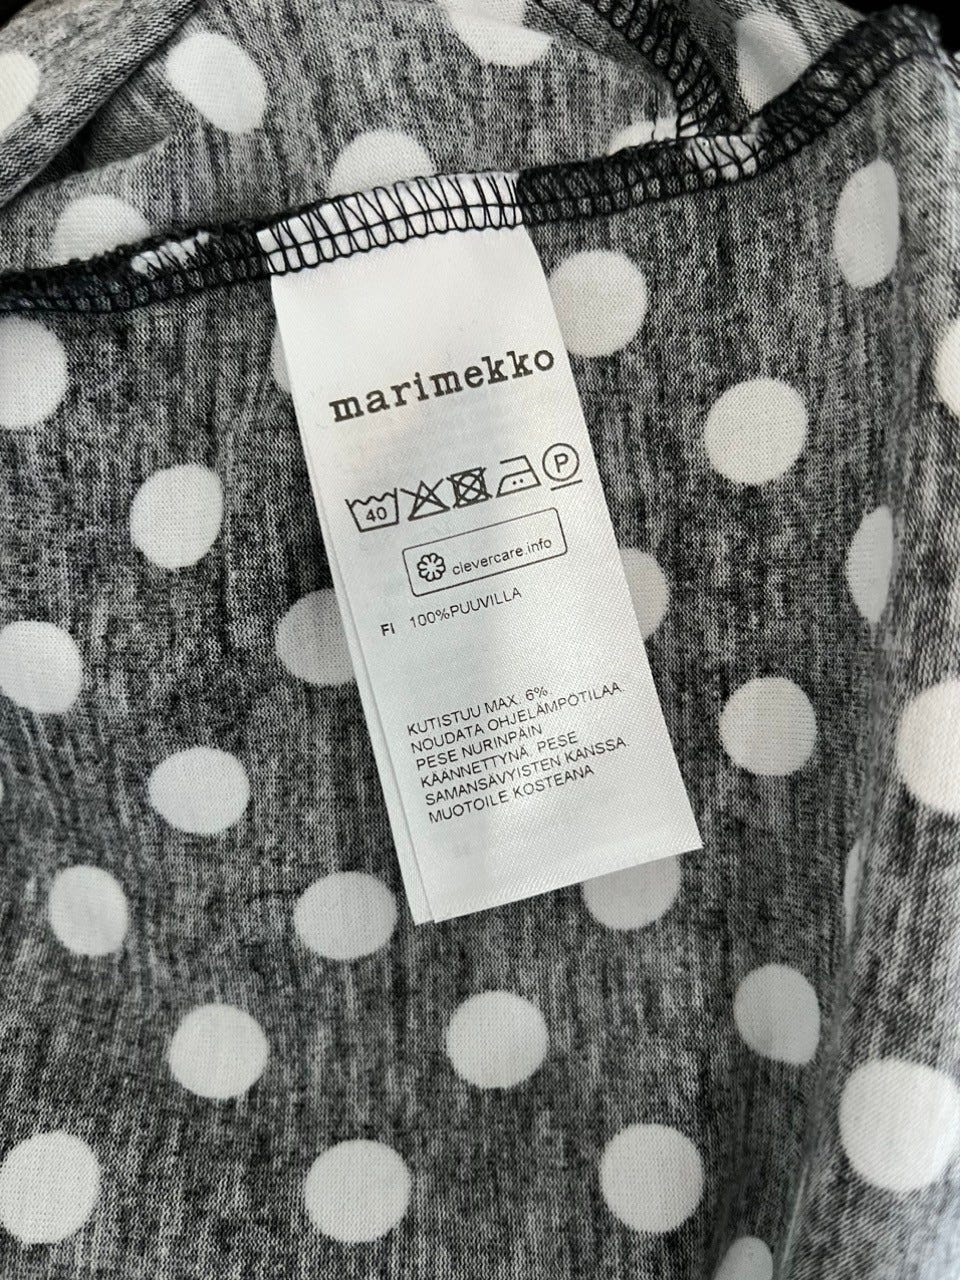 marimekko
40 P
clevercare.info
FI 100%PUUVILLA
KUTISTUU MAX. 6%
NOUDATA OHJELÄMPÖTILAA.
PESE NURINPÄIN
KÄÄNNETTYNÄ. PESE
SAMANSÄVYISTEN KANSSA.
MUOTOILE KOSTEANA